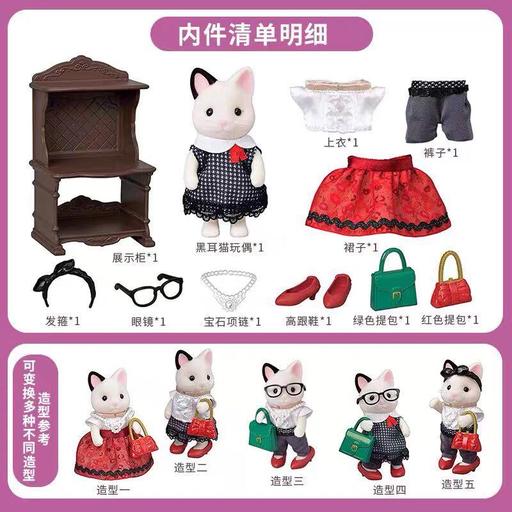 内件清单明细
上衣*1
裤子*1
展示柜*1
黑耳猫玩偶*1
裙子*1
发箍*1
眼镜*1
宝石项链*1
高跟鞋*1
绿色提包*1
红色提包*1
造型参考
可变换多种不同造型
造型一
造型二
造型三
造型四
造型五